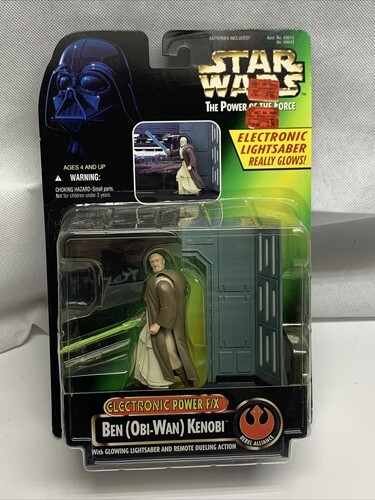 BATTERIES INCLUDED!
STAR
WARS
THE POWER OF THE FORCE
ELECTRONIC
LIGHTSABER
REALLY GLOWS!
AGES 4 AND UP
WARNING:
CHOKING HAZARD-Small parts.
Not for children under 3 years.
ELECTRONIC POWER F/X
BEN (OBI-WAN) KENOBI
With GLOWING LIGHTSABER AND REMOTE DUELING ACTION
REBEL ALLIANCE